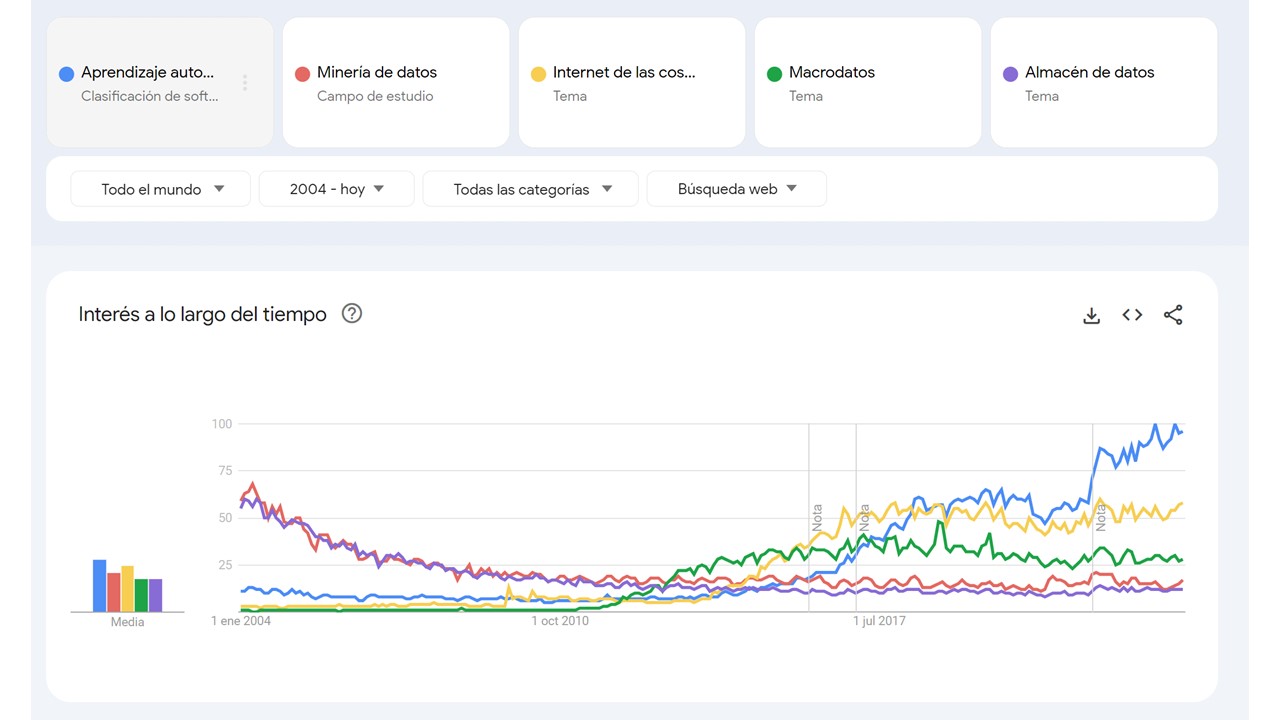 Aprendizaje auto...
Clasificación de soft...
Minería de datos
Campo de estudio
Internet de las cos...
Tema
Macrodatos
Tema
Almacén de datos
Tema
Todo el mundo
2004 - hoy
Todas las categorías
Búsqueda web
Interés a lo largo del tiempo
?
100
75
50
25
Nota
Nota
Nota
Media
1 ene 2004
1 oct 2010
1 jul 2017